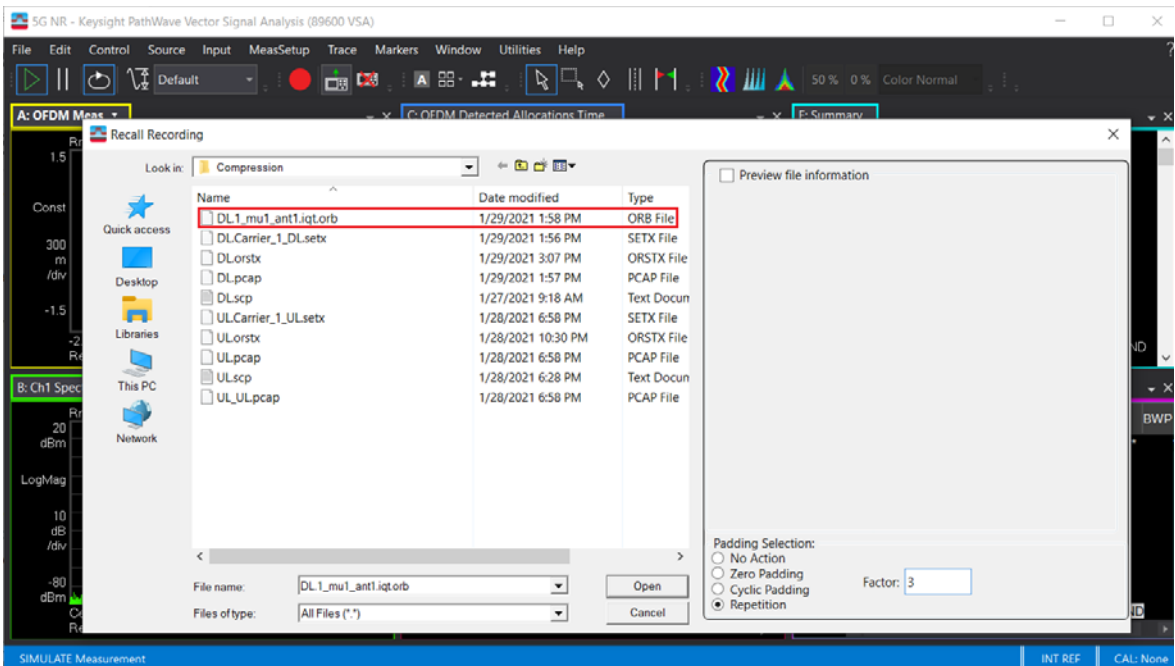 5G NR - Keysight PathWave Vector Signal Analysis (89600 VSA)
File Edit Control Source Input MeasSetup Trace Markers Window Utilities Help
Default
A
50 % 0 % Color Normal
A: OFDM Meas
C: OFDM Detected Allocations Time
F: Summary
Recall Recording
1.5
Const
300
m
/div
-1.5
Look in: Compression
Quick access
Desktop
Libraries
This PC
Network
Name Date modified Type
DL.1_mu1_ant1.iqt.orb 1/29/2021 1:58 PM ORB File
DL.Carrier_1_DL.setx 1/29/2021 1:56 PM SETX File
DL.orstx 1/29/2021 3:07 PM ORSTX File
DL.pcap 1/29/2021 1:57 PM PCAP File
DL.scp 1/27/2021 9:18 AM Text Docum
UL.Carrier_1_UL.setx 1/28/2021 6:58 PM SETX File
UL.orstx 1/28/2021 10:30 PM ORSTX File
UL.pcap 1/28/2021 6:58 PM PCAP File
UL.scp 1/28/2021 6:28 PM Text Docum
UL_UL.pcap 1/28/2021 6:58 PM PCAP File
File name: DL.1_mu1_ant1.iqt.orb Open
Files of type: All Files (*.*) Cancel
Preview file information
Padding Selection:
No Action
Zero Padding
Cyclic Padding
Repetition
Factor: 3
B: Ch1 Spec
20
dBm
LogMag
10
dB
/div
-80
dBm
BWP
SIMULATE Measurement INT REF CAL: None